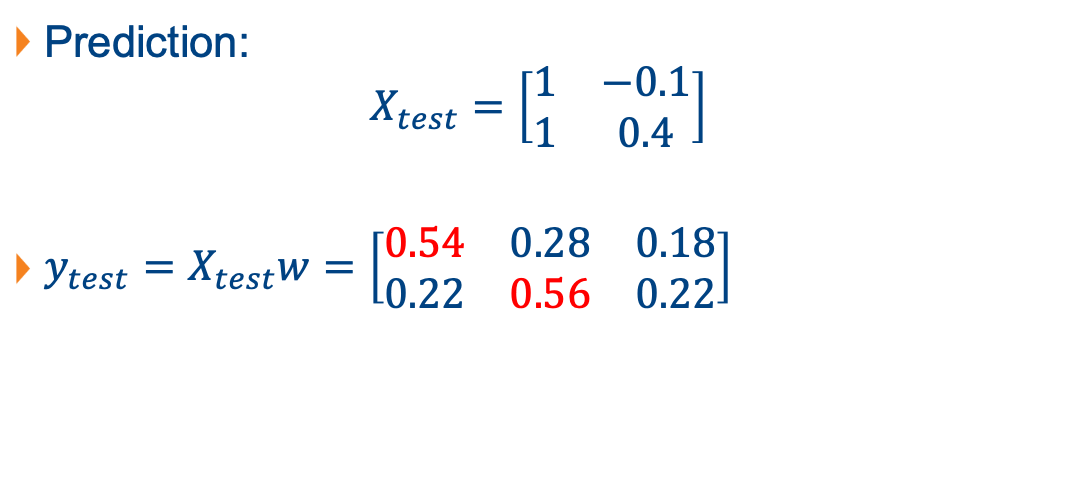 Prediction:
X_test = [1 −0.1
1 0.4]
y_test = X_test w = [0.54 0.28 0.18
0.22 0.56 0.22]